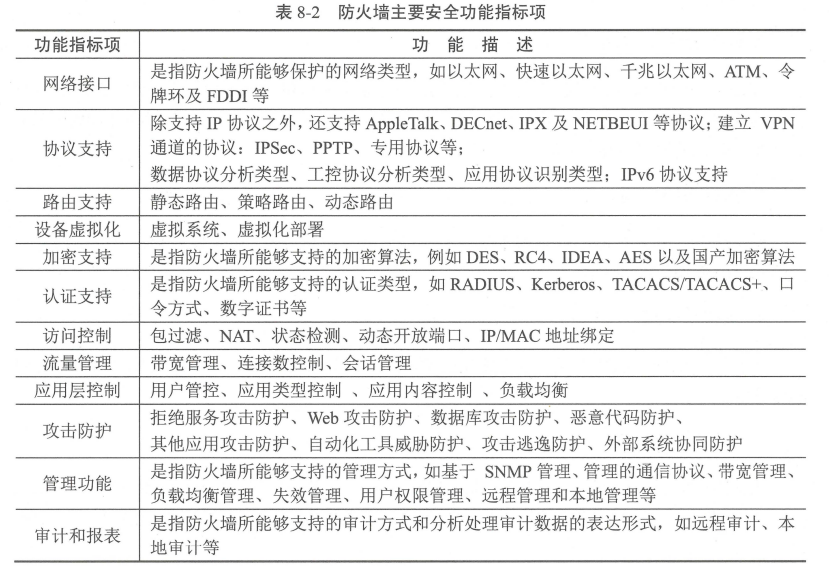 表 8-2 防火墙主要安全功能指标项
功能指标项 功 能 描 述
网络接口 是指防火墙所能够保护的网络类型，如以太网、快速以太网、千兆以太网、ATM、令
牌环及 FDDI 等
协议支持 除支持 IP 协议之外，还支持 AppleTalk、DECnet、IPX 及 NETBEUI 等协议；建立 VPN
通道的协议：IPSec、PPTP、专用协议等；
数据协议分析类型、工控协议分析类型、应用协议识别类型；IPv6 协议支持
路由支持 静态路由、策略路由、动态路由
设备虚拟化 虚拟系统、虚拟化部署
加密支持 是指防火墙所能够支持的加密算法，例如 DES、RC4、IDEA、AES 以及国产加密算法
认证支持 是指防火墙所能够支持的认证类型，如 RADIUS、Kerberos、TACACS/TACACS+、口
令方式、数字证书等
访问控制 包过滤、NAT、状态检测、动态开放端口、IP/MAC 地址绑定
流量管理 带宽管理、连接数控制、会话管理
应用层控制 用户管控、应用类型控制 、应用内容控制 、负载均衡
攻击防护 拒绝服务攻击防护、Web 攻击防护、数据库攻击防护、恶意代码防护、
其他应用攻击防护、自动化工具威胁防护、攻击逃逸防护、外部系统协同防护
管理功能 是指防火墙所能够支持的管理方式，如基于 SNMP 管理、管理的通信协议、带宽管理、
负载均衡管理、失效管理、用户权限管理、远程管理和本地管理等
审计和报表 是指防火墙所能够支持的审计方式和分析处理审计数据的表达形式，如远程审计、本
地审计等